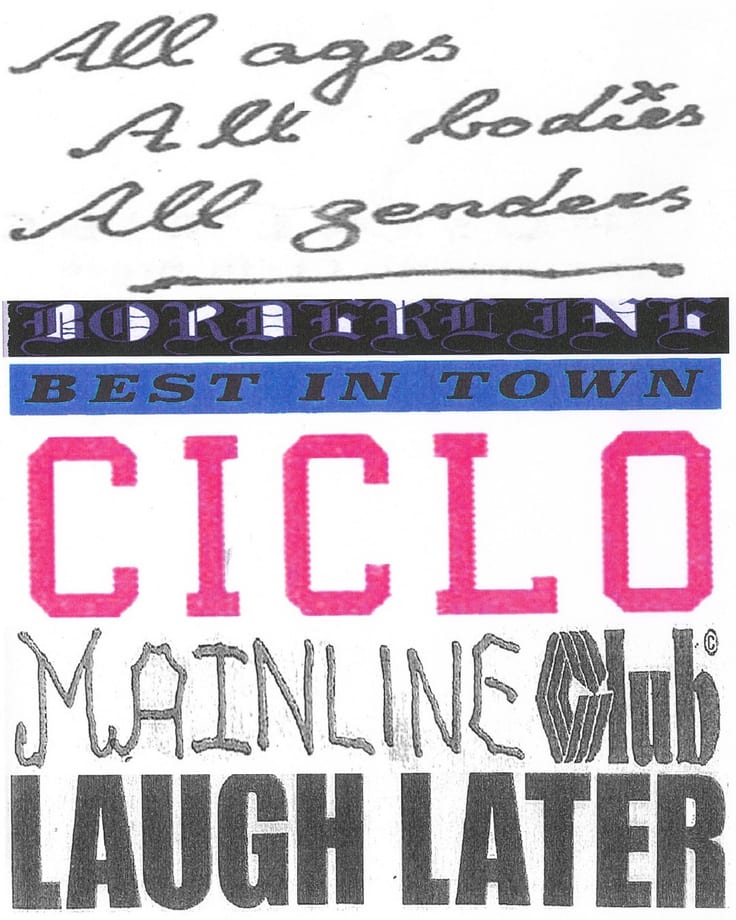 All ages
All bodies
All genders
BORDERLINE
BEST IN TOWN
CICLO
MAINLINE Club©
LAUGH LATER